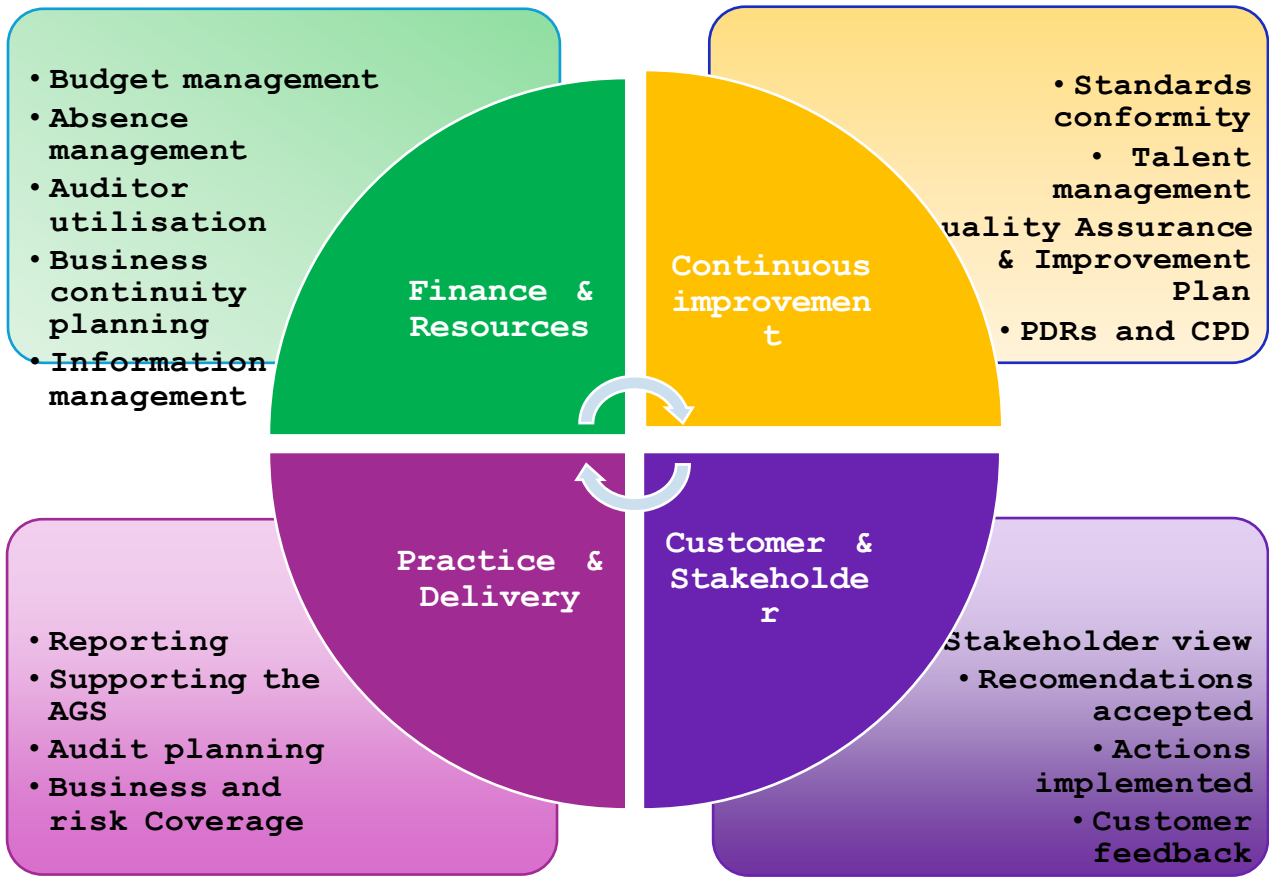 • Budget management
• Absence
management
• Auditor
utilisation
• Business
continuity
planning
• Information
management
Finance &
Resources
Continuous
improvemen
t
• Standards
conformity
• Talent
management
uality Assurance
& Improvement
Plan
• PDRs and CPD
Practice &
Delivery
• Reporting
• Supporting the
AGS
• Audit planning
• Business and
risk Coverage
Customer &
Stakeholde
r
Stakeholder view
• Recomendations
accepted
• Actions
implemented
• Customer
feedback